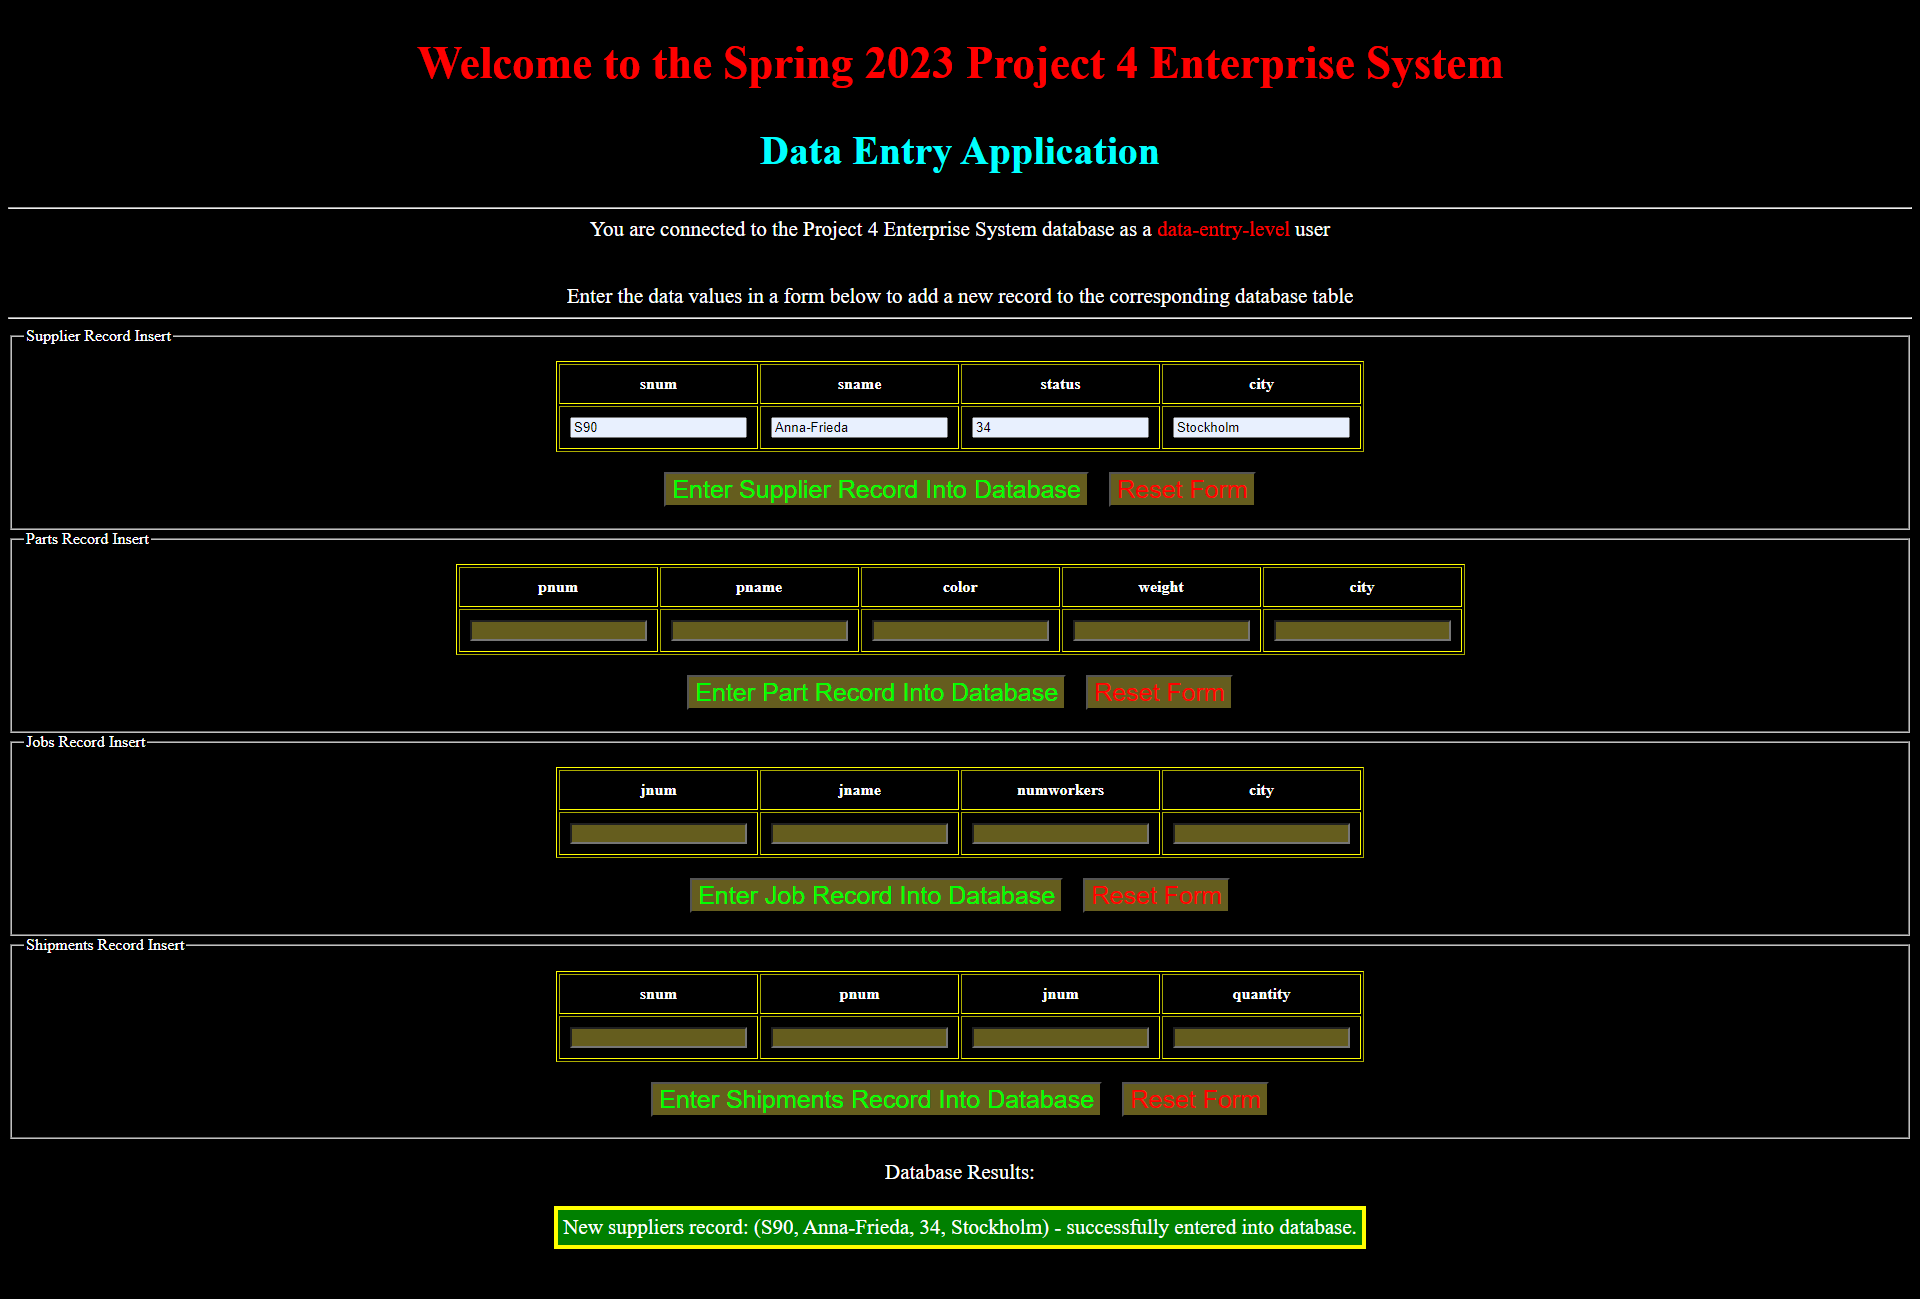 Welcome to the Spring 2023 Project 4 Enterprise System
Data Entry Application
You are connected to the Project 4 Enterprise System database as a data-entry-level user
Enter the data values in a form below to add a new record to the corresponding database table
Supplier Record Insert
snum sname status city
S90 Anna-Frieda 34 Stockholm
Enter Supplier Record Into Database Reset Form
Parts Record Insert
pnum pname color weight city
Enter Part Record Into Database Reset Form
Jobs Record Insert
jnum jname numworkers city
Enter Job Record Into Database Reset Form
Shipments Record Insert
snum pnum jnum quantity
Enter Shipments Record Into Database Reset Form
Database Results:
New suppliers record: (S90, Anna-Frieda, 34, Stockholm) - successfully entered into database.